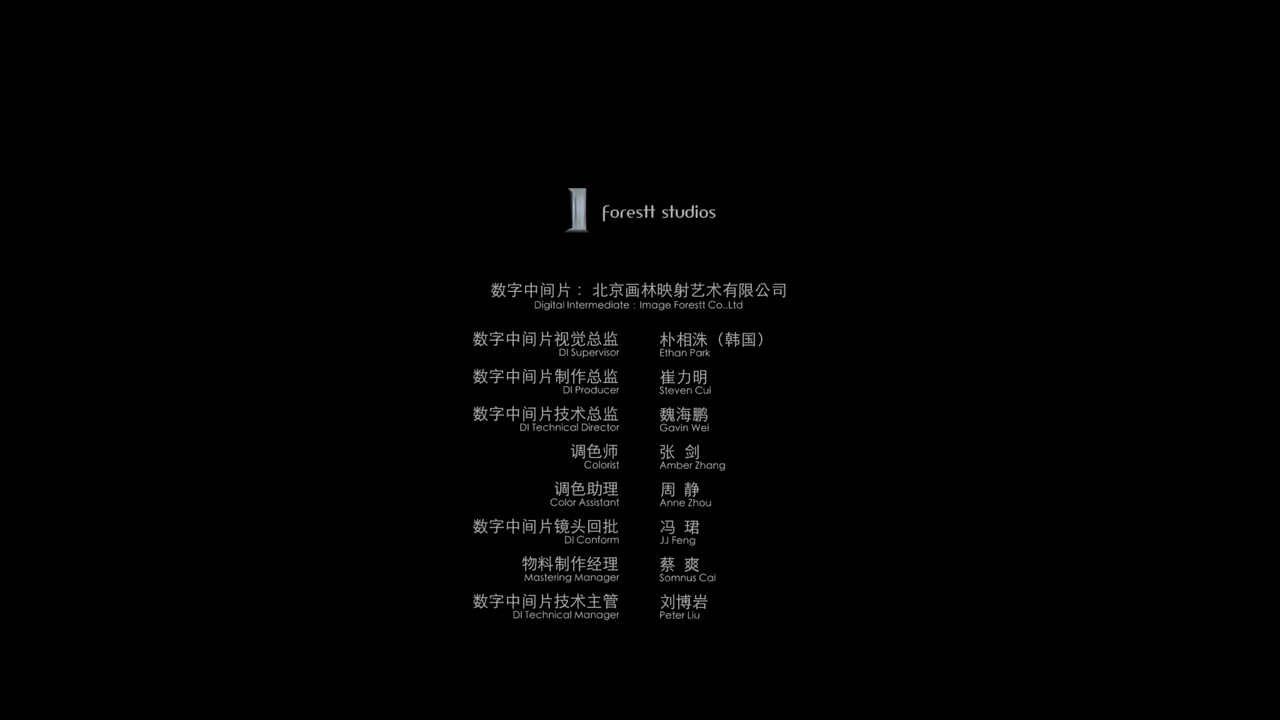 forestt studios
数字中间片： 北京画林映射艺术有限公司
Digital Intermediate : Image Forestt Co.,Ltd
数字中间片视觉总监 朴相洙（韩国）
DI Supervisor Ethan Park
数字中间片制作总监 崔力明
DI Producer Steven Cui
数字中间片技术总监 魏海鹏
DI Technical Director Gavin Wei
调色师 张 剑
Colorist Amber Zhang
调色助理 周 静
Color Assistant Anne Zhou
数字中间片镜头回批 冯 珺
DI Conform JJ Feng
物料制作经理 蔡 爽
Mastering Manager Somnus Cai
数字中间片技术主管 刘博岩
DI Technical Manager Peter Liu